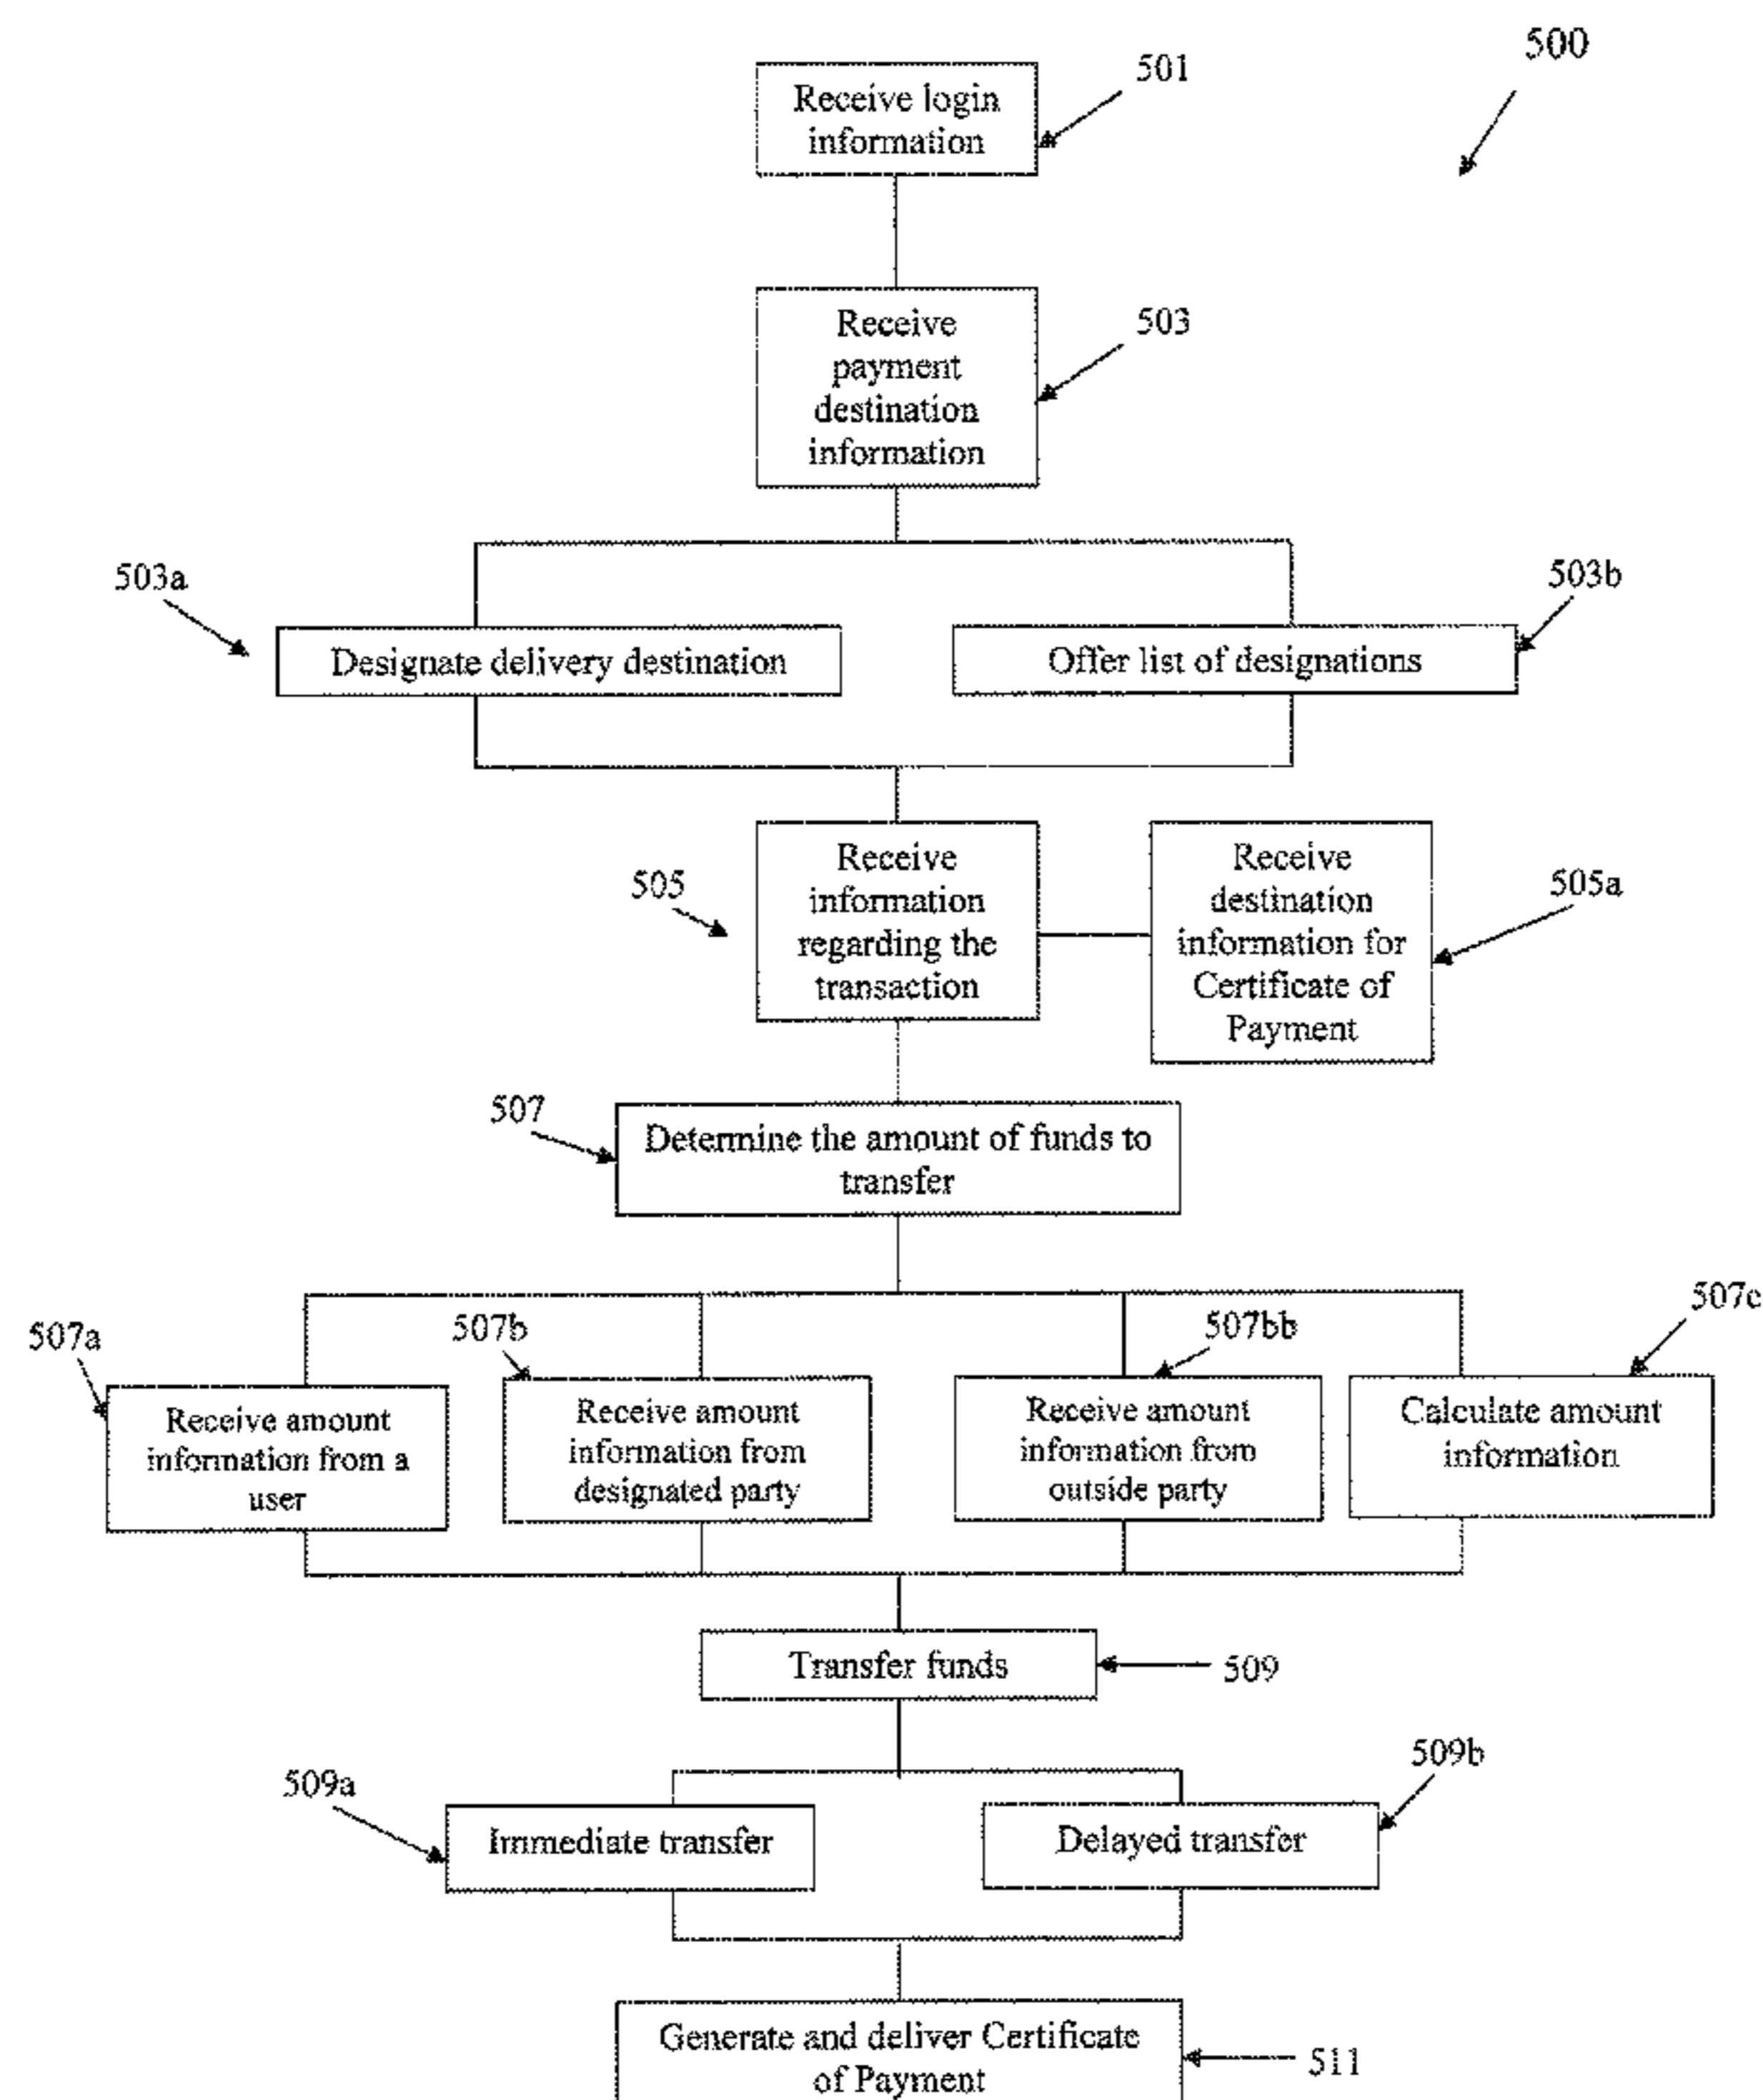 500
501
Receive login
information
503
Receive
payment
destination
information
503a
503b
Designate delivery destination
Offer list of designations
505
Receive
information
regarding the
transaction
Receive
destination
information for
Certificate of
Payment
505a
507
Determine the amount of funds to
transfer
507a
507b
507bb
507c
Receive amount
information from a
user
Receive amount
information from
designated party
Receive amount
information from
outside party
Calculate amount
information
Transfer funds
509
509a
509b
Immediate transfer
Delayed transfer
Generate and deliver Certificate
of Payment
511